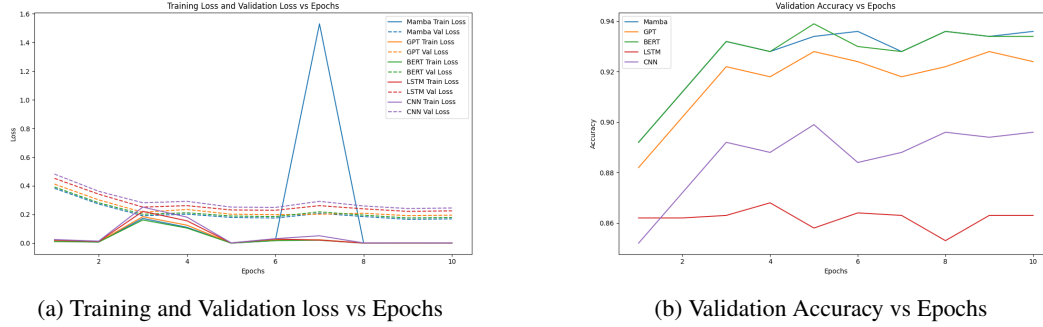 Training Loss and Validation Loss vs Epochs
1.6
1.4
1.2
1.0
0.8
0.6
0.4
0.2
0.0
Loss
Mamba Train Loss
Mamba Val Loss
GPT Train Loss
GPT Val Loss
BERT Train Loss
BERT Val Loss
LSTM Train Loss
LSTM Val Loss
CNN Train Loss
CNN Val Loss
2
4
6
8
10
Epochs
(a) Training and Validation loss vs Epochs
Validation Accuracy vs Epochs
0.94
0.92
0.90
0.88
0.86
Accuracy
Mamba
GPT
BERT
LSTM
CNN
2
4
6
8
10
Epochs
(b) Validation Accuracy vs Epochs